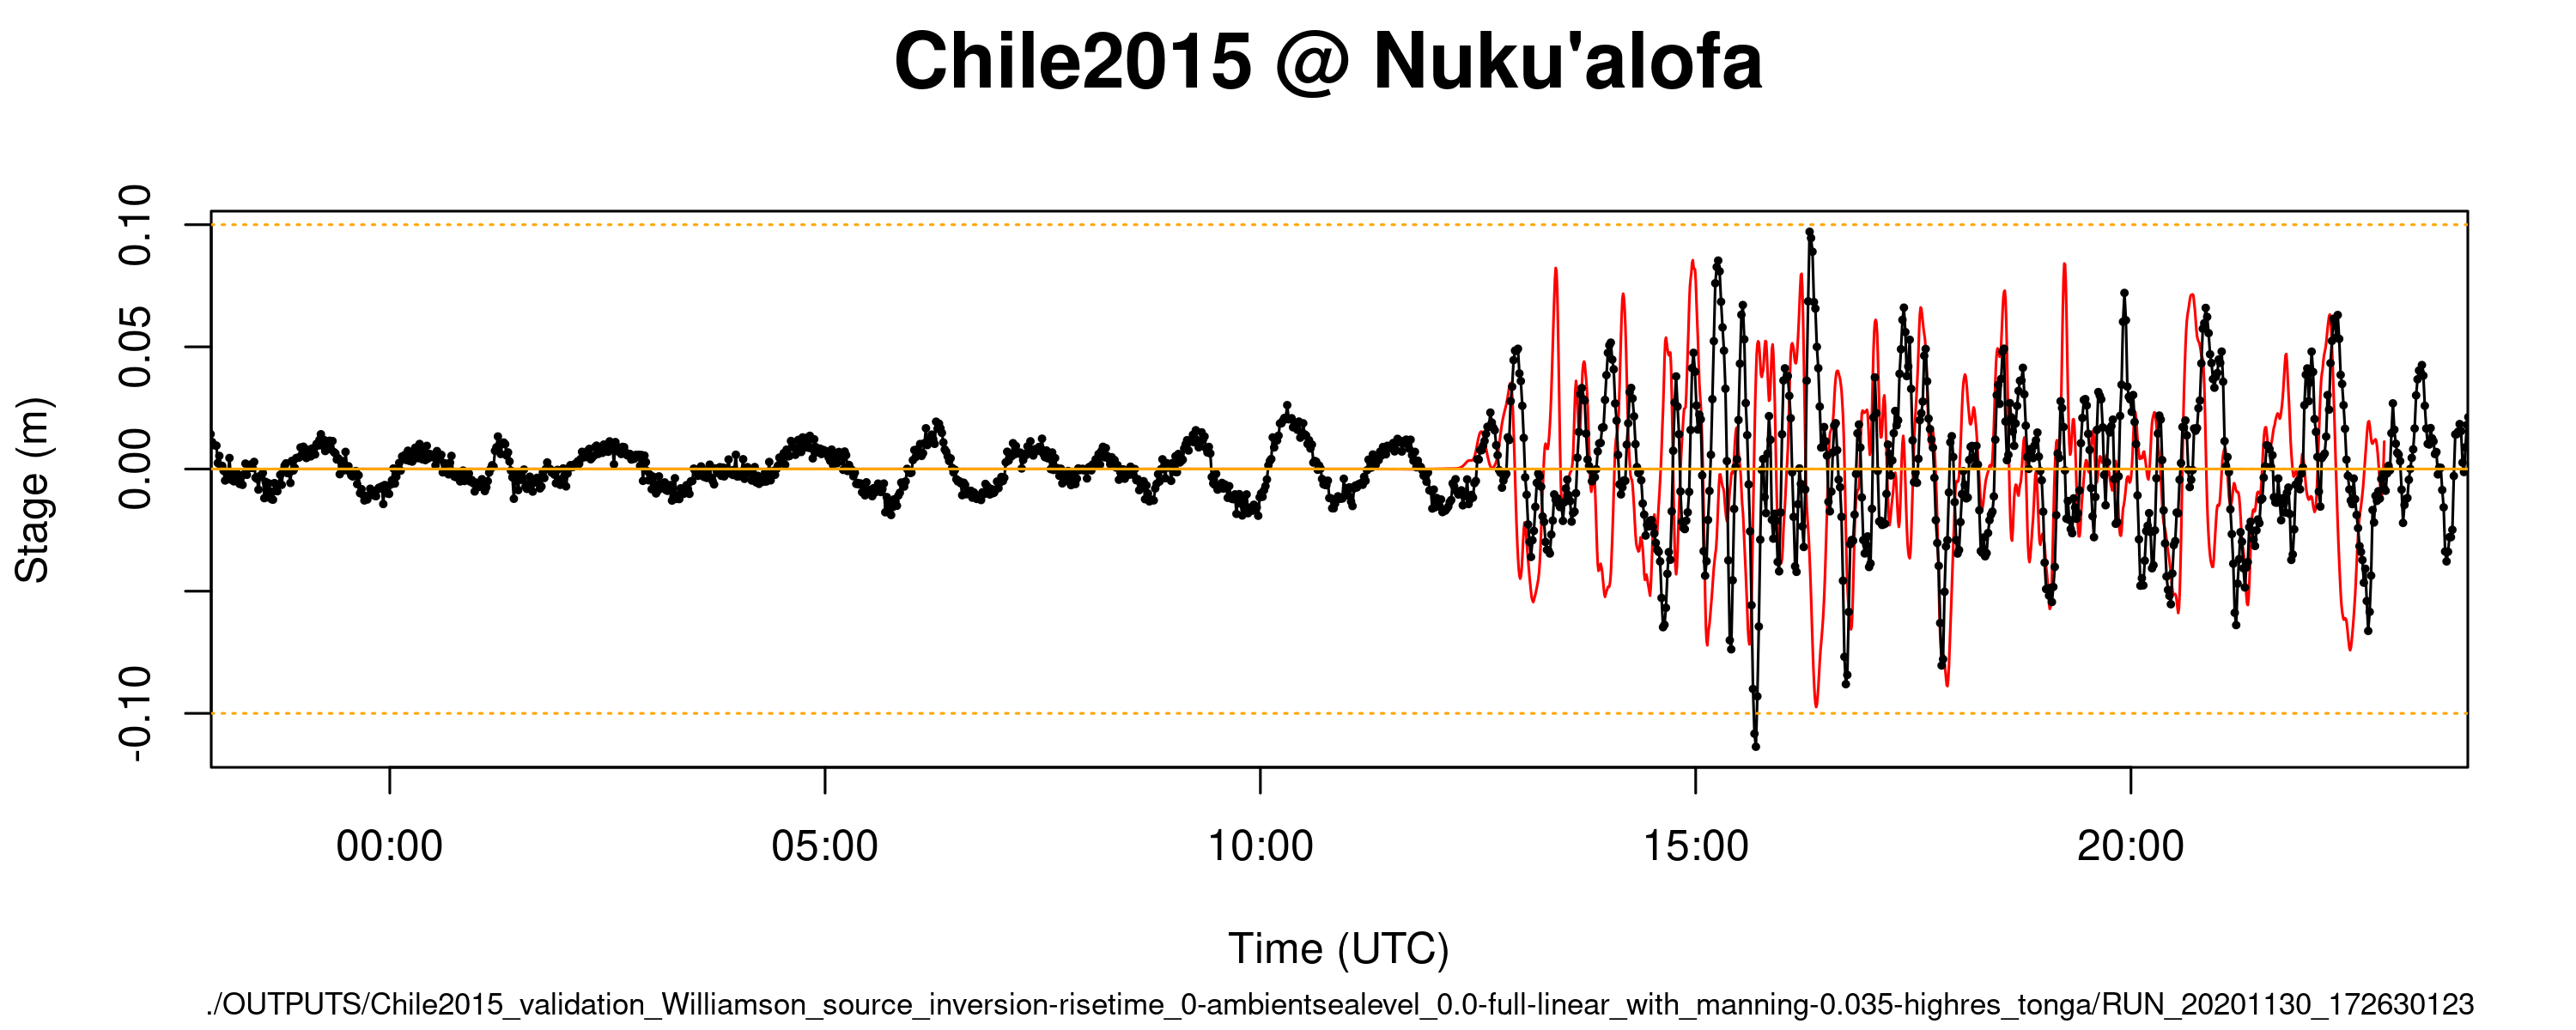 Chile2015 @ Nuku'alofa
0.10
0.05
0.00
-0.10
Stage (m)
00:00 05:00 10:00 15:00 20:00
Time (UTC)
./OUTPUTS/Chile2015_validation_Williamson_source_inversion-risetime_0-ambientsealevel_0.0-full-linear_with_manning-0.035-highres_tonga/RUN_20201130_172630123